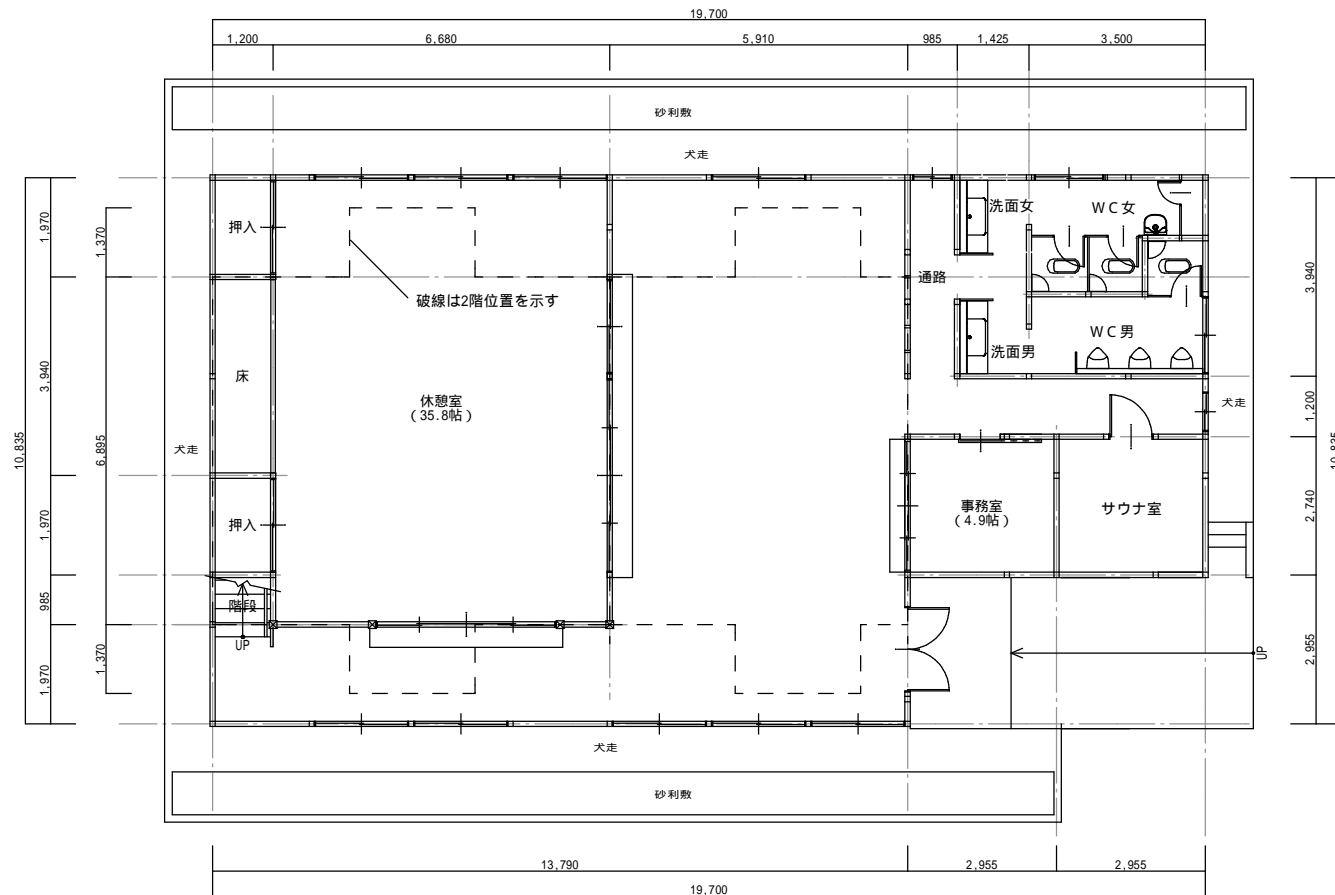 19,700
1,200
6,680
5,910
985
1,425
3,500
砂利敷
犬走
押入
洗面女
WC女
1,970
1,370
3,940
通路
破線は2階位置を示す
WC男
洗面男
床
休憩室
(35.8帖)
犬走
犬走
3,940
1,200
10,835
6,895
10,835
押入
事務室
(4.9帖)
サウナ室
1,970
2,740
階段
UP
985
1,370
1,970
UP
2,955
犬走
砂利敷
13,790
2,955
2,955
19,700